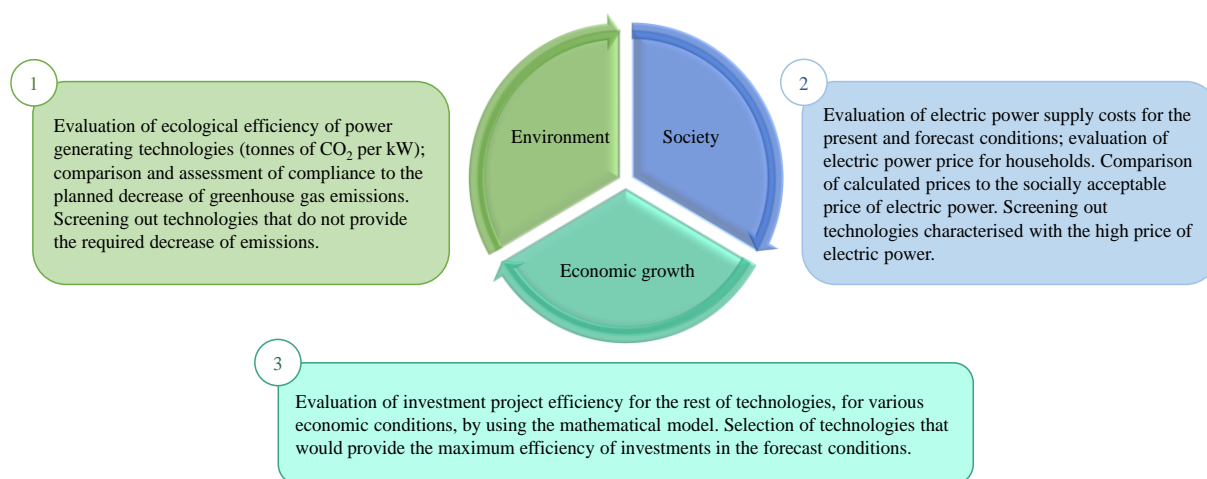 1
Evaluation of ecological efficiency of power
generating technologies (tonnes of CO₂ per kW);
comparison and assessment of compliance to the
planned decrease of greenhouse gas emissions.
Screening out technologies that do not provide
the required decrease of emissions.
Environment
Society
Economic growth
2
Evaluation of electric power supply costs for the
present and forecast conditions; evaluation of
electric power price for households. Comparison
of calculated prices to the socially acceptable
price of electric power. Screening out
technologies characterised with the high price of
electric power.
3
Evaluation of investment project efficiency for the rest of technologies, for various
economic conditions, by using the mathematical model. Selection of technologies that
would provide the maximum efficiency of investments in the forecast conditions.